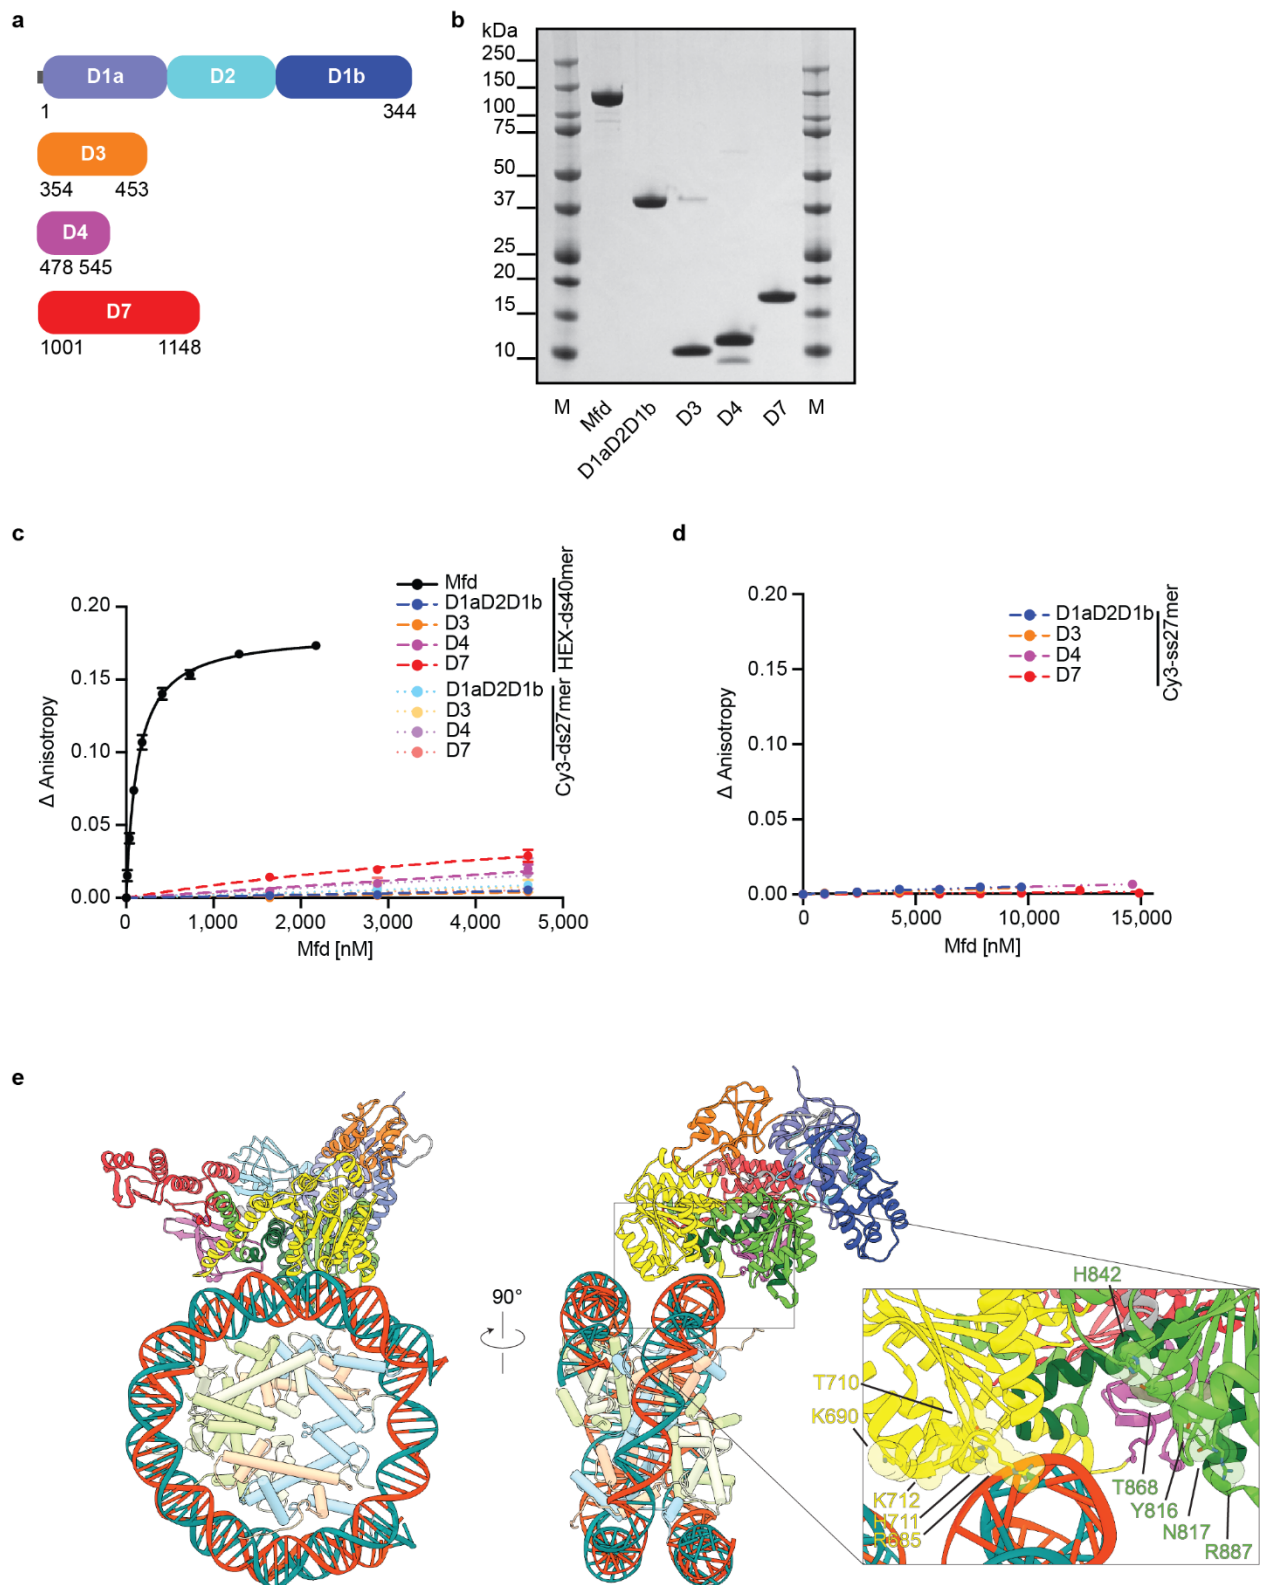 a
D1a D2 D1b
1 344
D3
354 453
D4
478 545
D7
1001 1148
b
kDa
250
150
100
75
50
37
25
20
15
10
M Mfd D1aD2D1b D3 D4 D7 M
c
Mfd
D1aD2D1b
D3
D4
D7
HEX-ds40mer
D1aD2D1b
D3
D4
D7
Cy3-ds27mer
Δ Anisotropy
0.20
0.15
0.10
0.05
0.00
0 1,000 2,000 3,000 4,000 5,000
Mfd [nM]
d
D1aD2D1b
D3
D4
D7
Cy3-ss27mer
Δ Anisotropy
0.20
0.15
0.10
0.05
0.00
0 5,000 10,000 15,000
Mfd [nM]
e
90°
H842
T710
K690
K712
H711
R685
T868
Y816
N817
R887